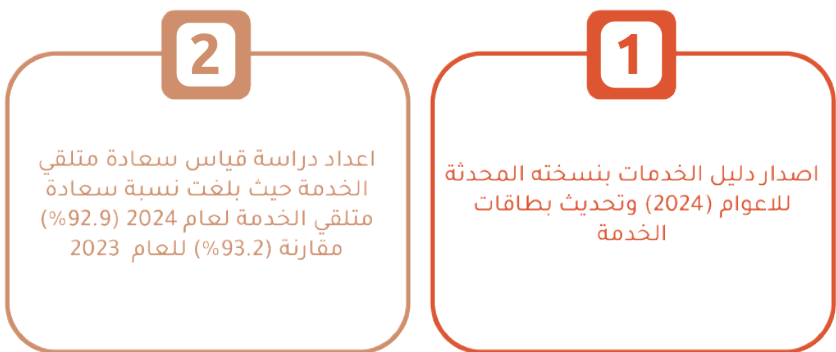 1
اصدار دليل الخدمات بنسخته المحدثة
للاعوام (2024) وتحديث بطاقات
الخدمة
2
اعداد دراسة قياس سعادة متلقي
الخدمة حيث بلغت نسبة سعادة
متلقي الخدمة لعام 2024 (92.9%)
مقارنة (93.2%) للعام 2023